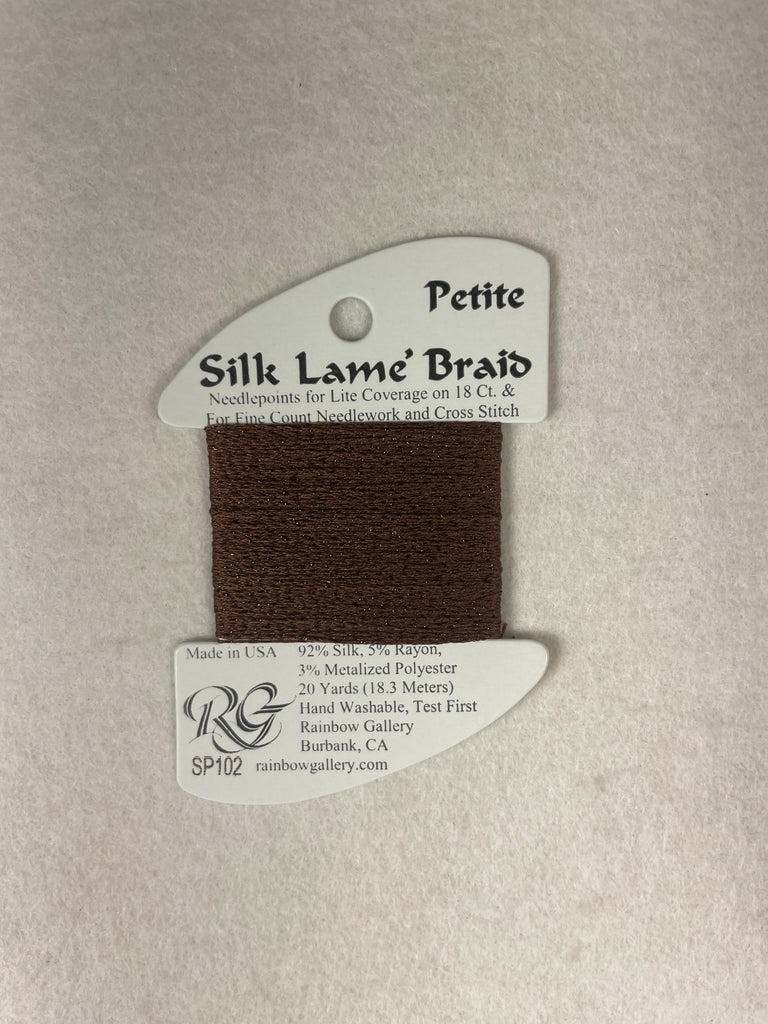 Petite
Silk Lame' Braid
Needlepoints for Lite Coverage on 18 Ct. &
For Fine Count Needlework and Cross Stitch
Made in USA 92% Silk, 5% Rayon,
3% Metalized Polyester
20 Yards (18.3 Meters)
Hand Washable, Test First
RG Rainbow Gallery
Burbank, CA
SP102 rainbowgallery.com